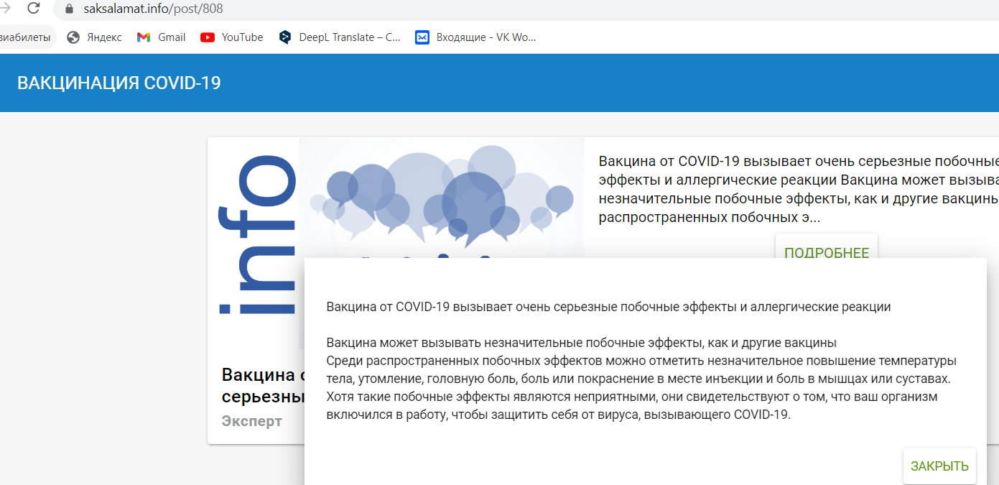 saksalamat.info/post/808
виабилеты Яндекс Gmail YouTube DeepL Translate – С... Входящие - VK Wo...
ВАКЦИНАЦИЯ COVID-19
info
Вакцина от COVID-19 вызывает очень серьезные побочные
эффекты и аллергические реакции Вакцина может вызыва
незначительные побочные эффекты, как и другие вакцины
распространенных побочных э...
ПОДРОБНЕЕ
Вакцина
серьезны
Эксперт
Вакцина от COVID-19 вызывает очень серьезные побочные эффекты и аллергические реакции
Вакцина может вызывать незначительные побочные эффекты, как и другие вакцины
Среди распространенных побочных эффектов можно отметить незначительное повышение температуры
тела, утомление, головную боль, боль или покраснение в месте инъекции и боль в мышцах или суставах.
Хотя такие побочные эффекты являются неприятными, они свидетельствуют о том, что ваш организм
включился в работу, чтобы защитить себя от вируса, вызывающего COVID-19.
ЗАКРЫТЬ